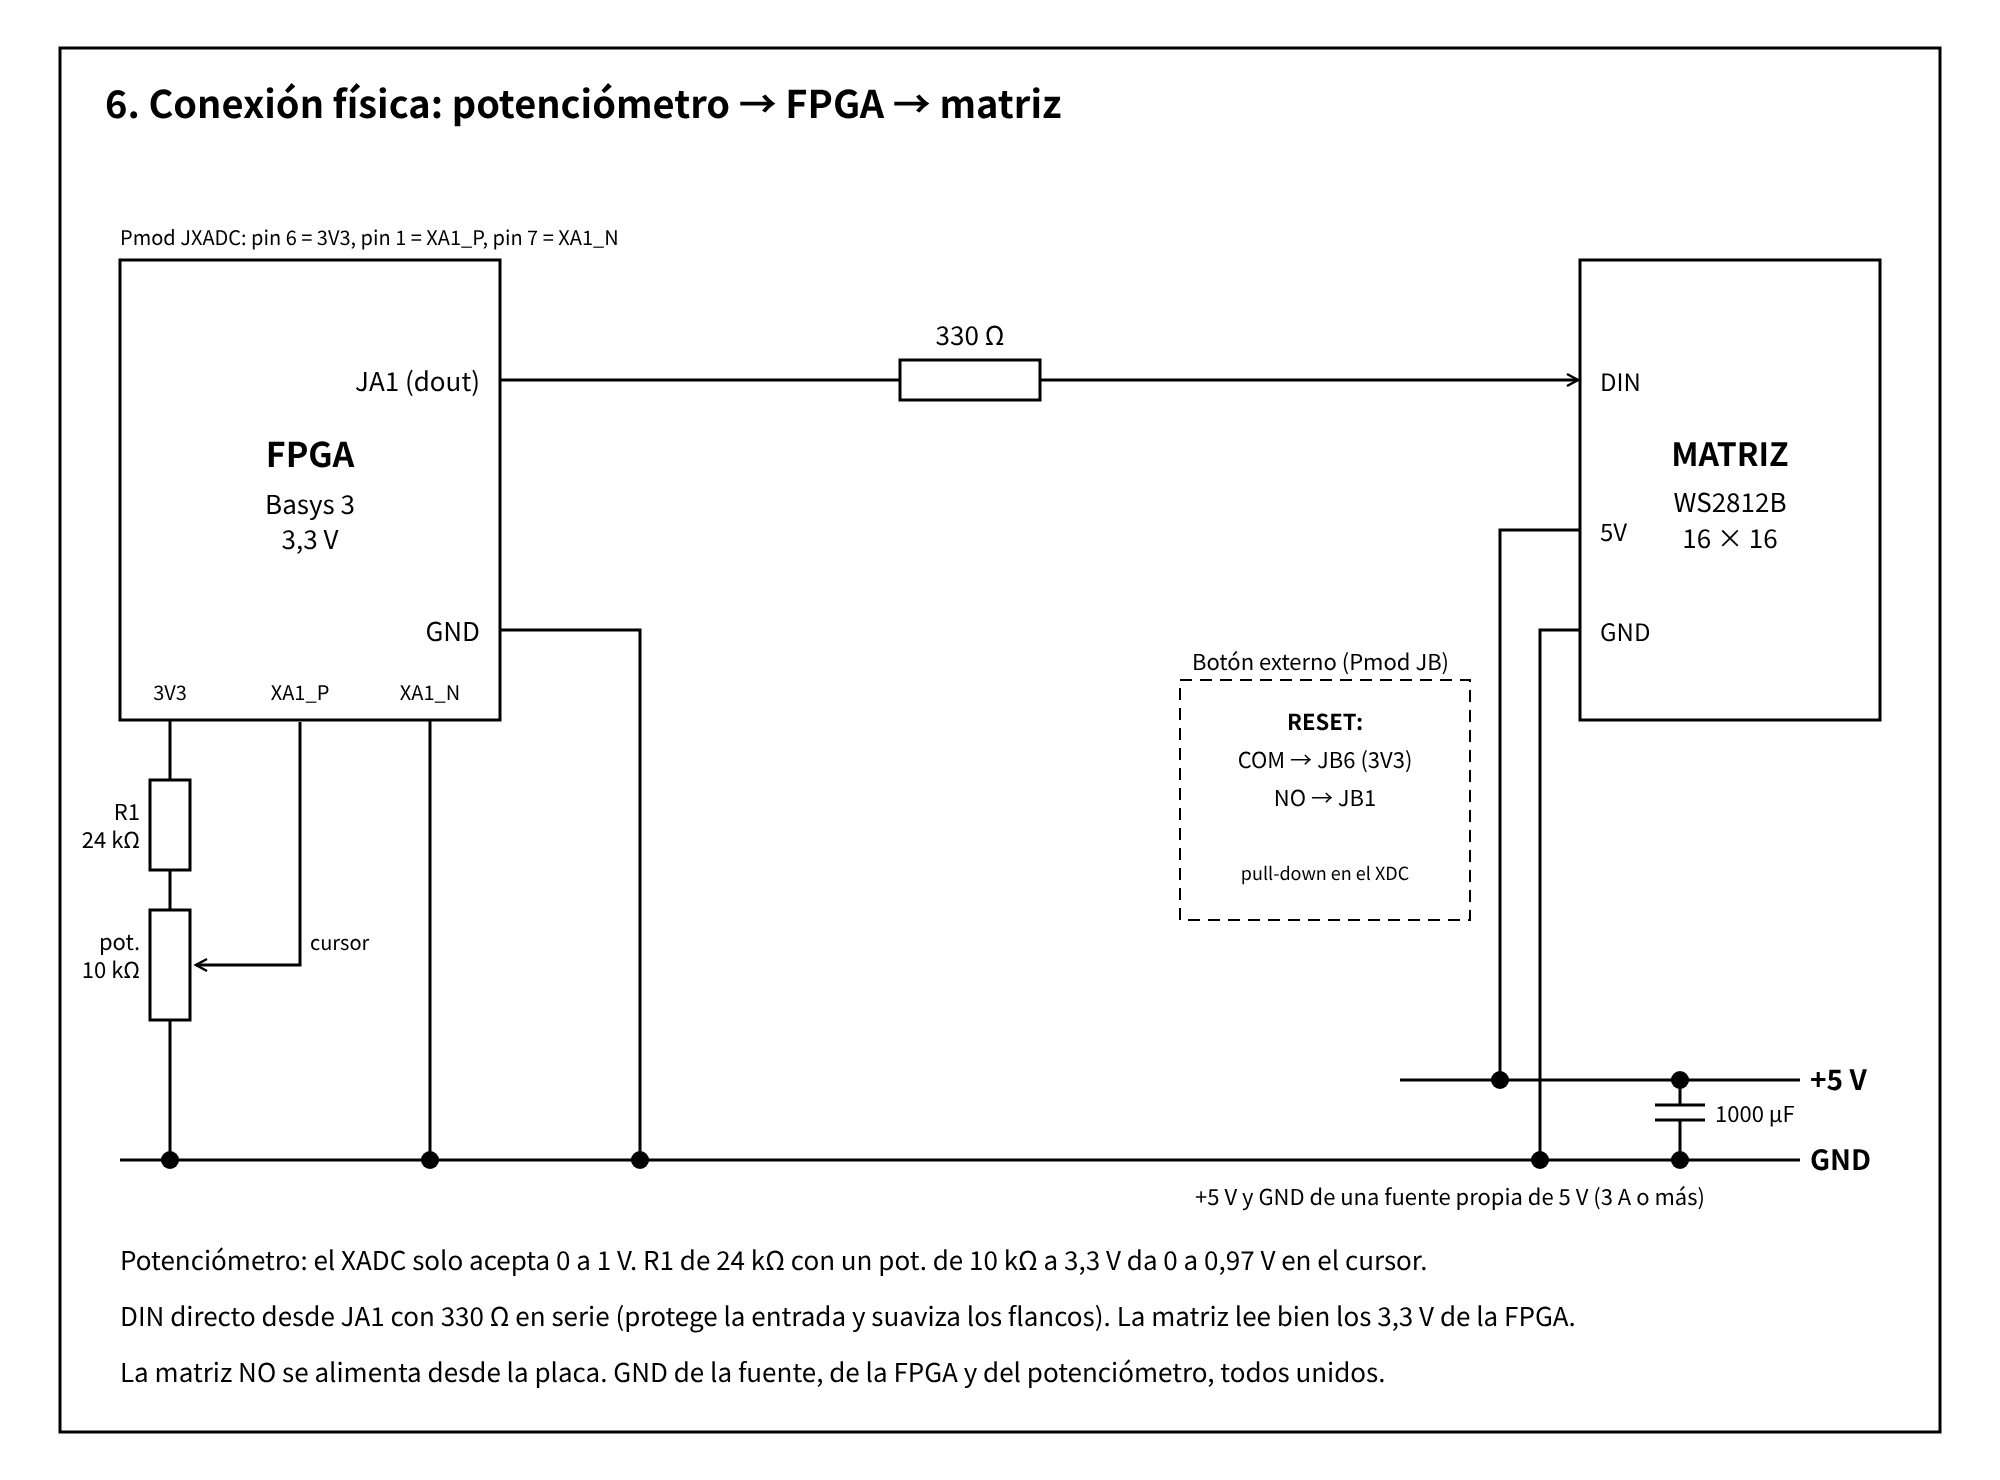 6. Conexión física: potenciómetro → FPGA → matriz
Pmod JXADC: pin 6 = 3V3, pin 1 = XA1_P, pin 7 = XA1_N
330 Ω
JA1 (dout)
DIN
FPGA
MATRIZ
Basys 3
WS2812B
3,3 V
5V
16 × 16
GND
GND
Botón externo (Pmod JB)
3V3
XA1_P
XA1_N
RESET:
COM → JB6 (3V3)
NO → JB1
R1
24 kΩ
pull-down en el XDC
pot.
10 kΩ
cursor
+5 V
1000 µF
GND
+5 V y GND de una fuente propia de 5 V (3 A o más)
Potenciómetro: el XADC solo acepta 0 a 1 V. R1 de 24 kΩ con un pot. de 10 kΩ a 3,3 V da 0 a 0,97 V en el cursor.
DIN directo desde JA1 con 330 Ω en serie (protege la entrada y suaviza los flancos). La matriz lee bien los 3,3 V de la FPGA.
La matriz NO se alimenta desde la placa. GND de la fuente, de la FPGA y del potenciómetro, todos unidos.